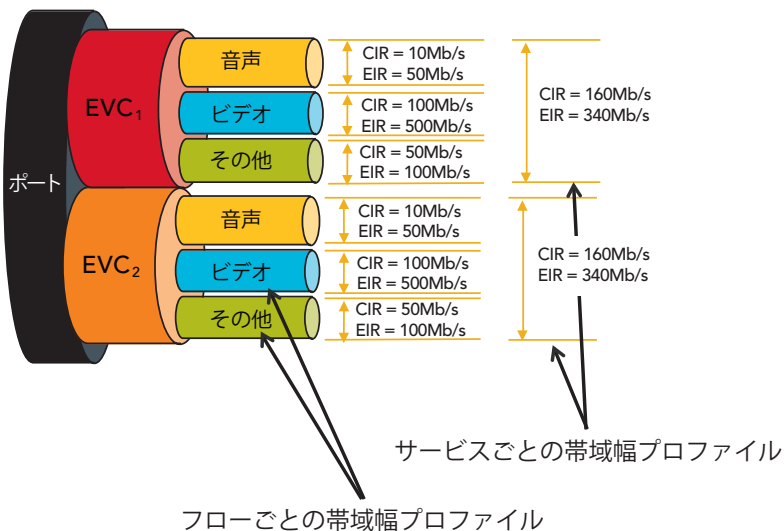 ポート
EVC₁
音声
CIR = 10Mb/s
EIR = 50Mb/s
ビデオ
CIR = 100Mb/s
EIR = 500Mb/s
その他
CIR = 50Mb/s
EIR = 100Mb/s
CIR = 160Mb/s
EIR = 340Mb/s
EVC₂
音声
CIR = 10Mb/s
EIR = 50Mb/s
ビデオ
CIR = 100Mb/s
EIR = 500Mb/s
その他
CIR = 50Mb/s
EIR = 100Mb/s
CIR = 160Mb/s
EIR = 340Mb/s
サービスごとの帯域幅プロファイル
フローごとの帯域幅プロファイル